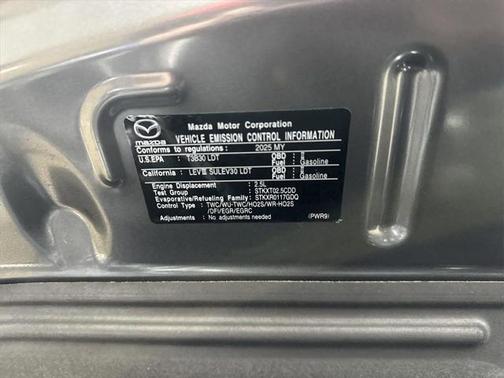 mazda
Mazda Motor Corporation
VEHICLE EMISSION CONTROL INFORMATION
Conforms to regulations: 2025 MY
U.S.EPA : T3B30 LDT OBD : II
Fuel : Gasoline
California : LEVIII SULEV30 LDT OBD : II
Fuel : Gasoline
Engine Displacement : 2.5L
Test Group : STKXT02.5CDD
Evaporative/Refueling Family : STKXR0117GDQ
Control Type : TWC/WU-TWC/HO2S/WR-HO2S
/DFI/EGR/EGRC
Adjustments : No adjustments needed (PWR9)